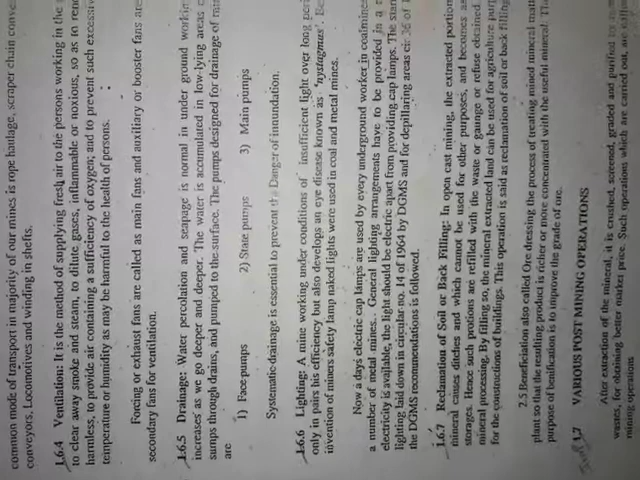 common mode of transport in majority of our mines is rope haulage, scraper chain
conveyors, Locomotives and winding in shefts.
1.6.4 Ventilation: It is the method of supplying fresh air to the persons working in the
to clear away smoke and steam, to dilute gases, inflammable or noxious, so as to
harmless, to provide air containing a sufficiency of oxygen; and to prevent such
temperature or humidity as may be harmful to the health of persons.
Forcing or exhaust fans are called as main fans and auxiliary or booster fans are
secondary fans for ventilation.
1.6.5 Drainage: Water percolation and seapage is normal in under ground
increases as we go deeper and deeper. The water is accumulated in low-lying areas
sumps through drains, and pumped to the surface. The pumps designed for drainage of
are
1) Face-pumps 2) State pumps 3) Main pumps
Systematic drainage is essential to prevent the Danger of inundation.
1.6.6 Lighting: A mine working under conditions of insufficient light over long
only in pairs his efficiency but also develops an eye disease known as 'nystagmus'.
invention of miners safety lamp naked lights were used in coal and metal mines.
Now a days electric cap lamps are used by every underground worker in coalmines
a number of metal mines.. General lighting arrangements have to be provided in a
electricity is available, the light should be electric apart from providing cap lamps. The
lighting laid down in circular no. 14 of 1964 by DGMS and for depillaring areas cir. 36 of
the DGMS recommendations is followed.
1.6.7 Reclamation of Soil or Back Filling: In open cast mining, the extracted portion
mineral causes ditches and which cannot be used for other purposes, and becomes as
storages. Hence such protions are refilled with the waste or gaunge or refuse obtained
mineral processing. By filling so, the mineral extracted land can be used for agriculture
for the constructions of buildings. This operation is said as reclamation of soil or back filling
2.5 Beneficiation also called Ore dressing the process of treating mined mineral
plant so that the resulting product is richer or more concentrated with the useful mineral.
purpose of benification is to improve the grade of ore.
1.7 VARIOUS POST MINING OPERATIONS
After extraction of the mineral, it is crushed, screened, graded and purified
wastes, for obtaining better market price. Such operations which are carried out, are
mining operations